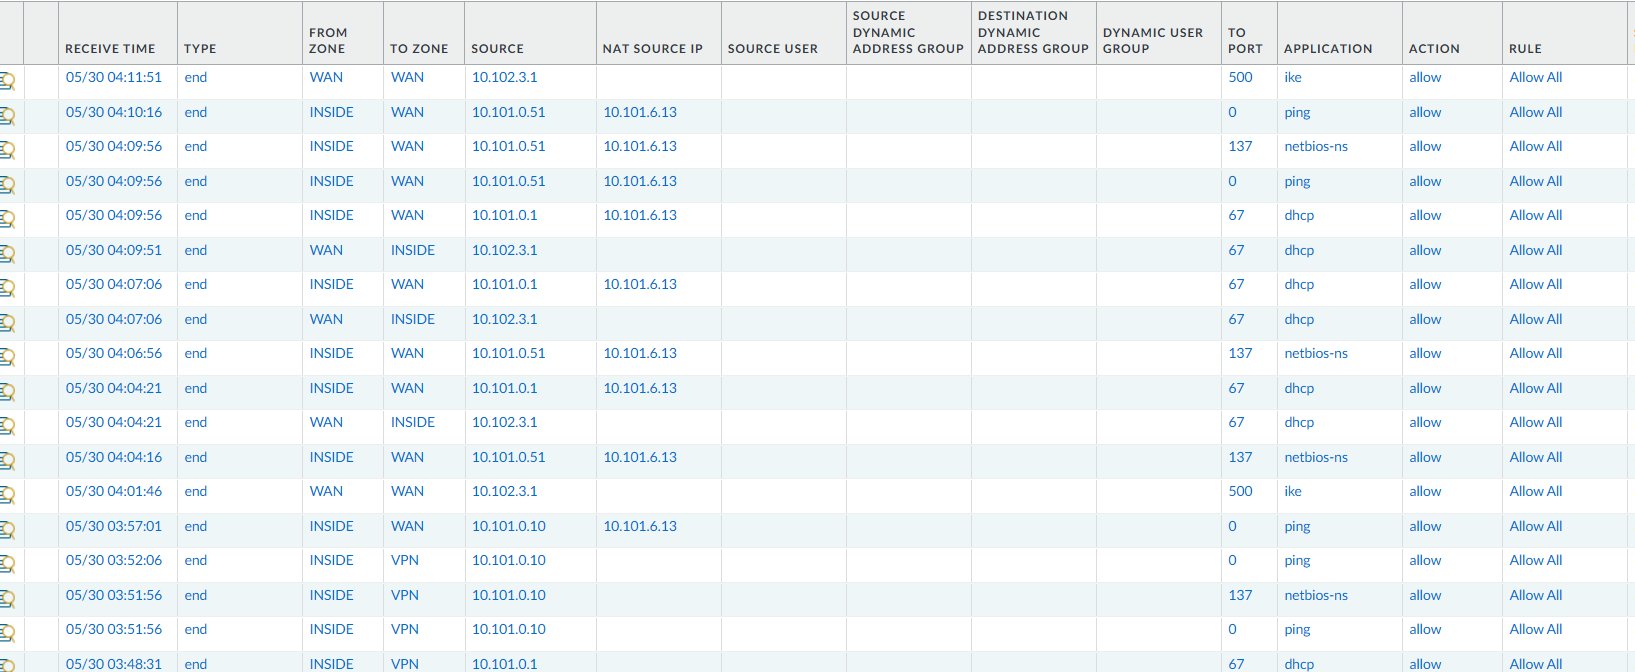 RECEIVE TIME TYPE FROM ZONE TO ZONE SOURCE NAT SOURCE IP SOURCE USER SOURCE DYNAMIC ADDRESS GROUP DESTINATION DYNAMIC ADDRESS GROUP DYNAMIC USER GROUP TO PORT APPLICATION ACTION RULE
05/30 04:11:51 end WAN WAN 10.102.3.1 500 ike allow Allow All
05/30 04:10:16 end INSIDE WAN 10.101.0.51 10.101.6.13 0 ping allow Allow All
05/30 04:09:56 end INSIDE WAN 10.101.0.51 10.101.6.13 137 netbios-ns allow Allow All
05/30 04:09:56 end INSIDE WAN 10.101.0.51 10.101.6.13 0 ping allow Allow All
05/30 04:09:56 end INSIDE WAN 10.101.0.1 10.101.6.13 67 dhcp allow Allow All
05/30 04:09:51 end WAN INSIDE 10.102.3.1 67 dhcp allow Allow All
05/30 04:07:06 end INSIDE WAN 10.101.0.1 10.101.6.13 67 dhcp allow Allow All
05/30 04:07:06 end WAN INSIDE 10.102.3.1 67 dhcp allow Allow All
05/30 04:06:56 end INSIDE WAN 10.101.0.51 10.101.6.13 137 netbios-ns allow Allow All
05/30 04:04:21 end INSIDE WAN 10.101.0.1 10.101.6.13 67 dhcp allow Allow All
05/30 04:04:21 end WAN INSIDE 10.102.3.1 67 dhcp allow Allow All
05/30 04:04:16 end INSIDE WAN 10.101.0.51 10.101.6.13 137 netbios-ns allow Allow All
05/30 04:01:46 end WAN WAN 10.102.3.1 500 ike allow Allow All
05/30 03:57:01 end INSIDE WAN 10.101.0.10 10.101.6.13 0 ping allow Allow All
05/30 03:52:06 end INSIDE VPN 10.101.0.10 0 ping allow Allow All
05/30 03:51:56 end INSIDE VPN 10.101.0.10 137 netbios-ns allow Allow All
05/30 03:51:56 end INSIDE VPN 10.101.0.10 0 ping allow Allow All
05/30 03:48:31 end INSIDE VPN 10.101.0.1 67 dhcp allow Allow All